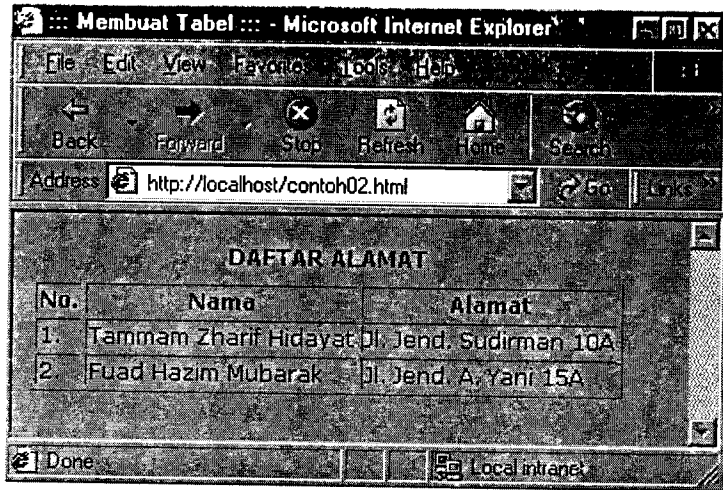 ::: Membuat Tabel ::: - Microsoft Internet Explorer
File Edit View Favorites Tools Help
Back Forward Stop Refresh Home Search
Address http://localhost/contoh02.html Go Links
DAFTAR ALAMAT
No. Nama Alamat
1. Tammam Zharif Hidayat Jl. Jend. Sudirman 10A
2. Fuad Hazim Mubarak Jl. Jend. A. Yani 15A
Done Local intranet